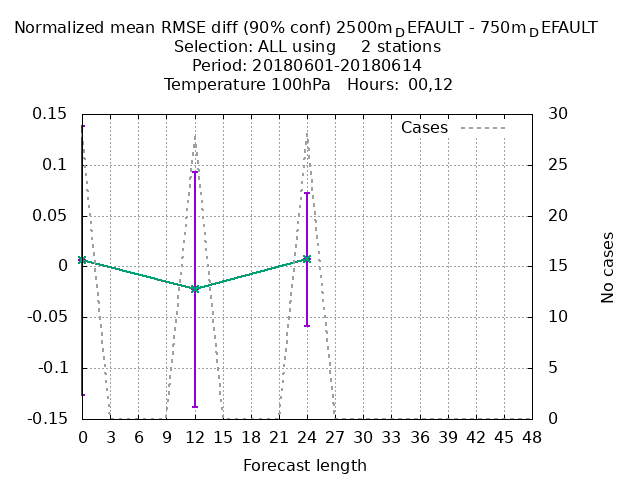 Normalized mean RMSE diff (90% conf) 2500m_DEFAULT - 750m_DEFAULT
Selection: ALL using 2 stations
Period: 20180601-20180614
Temperature 100hPa Hours: 00,12
Cases
0.15
0.1
0.05
0
-0.05
-0.1
-0.15
30
25
20
15
10
5
0
No cases
0 3 6 9 12 15 18 21 24 27 30 33 36 39 42 45 48
Forecast length